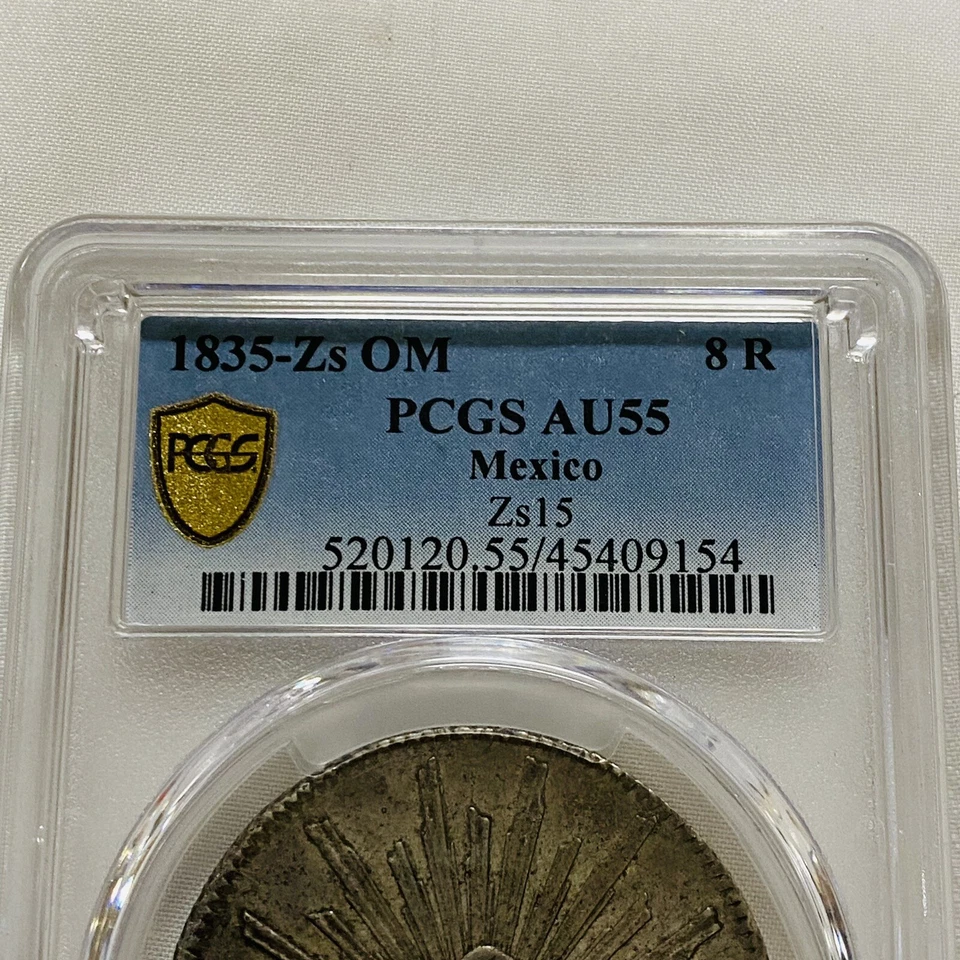 1835-Zs OM 8 R
PCGS AU55
PCGS
Mexico
Zs15
520120.55/45409154